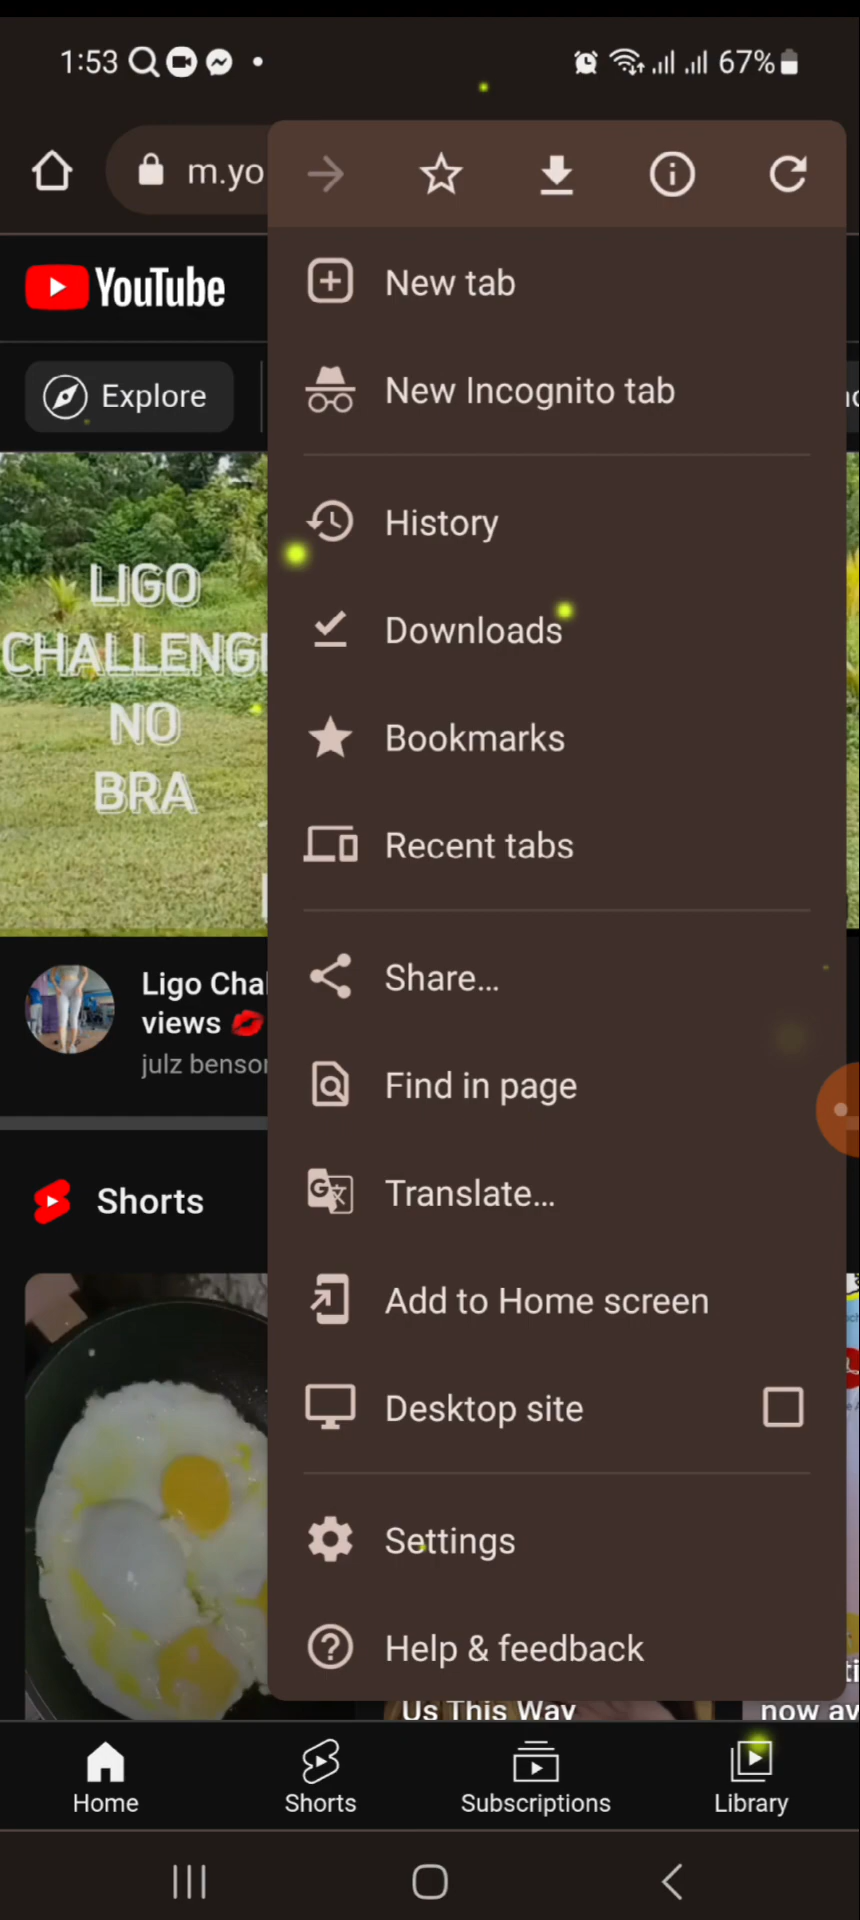 1:53
67%
m.yo
New tab
YouTube
New Incognito tab
Explore
History
LIGO
CHALLENG
NO
BRA
Downloads
Bookmarks
Recent tabs
Share...
Ligo Chal
views
julz benson
Find in page
Translate...
Shorts
Add to Home screen
Desktop site
Settings
Help & feedback
Us This Way
now av
Home
Shorts
Subscriptions
Library